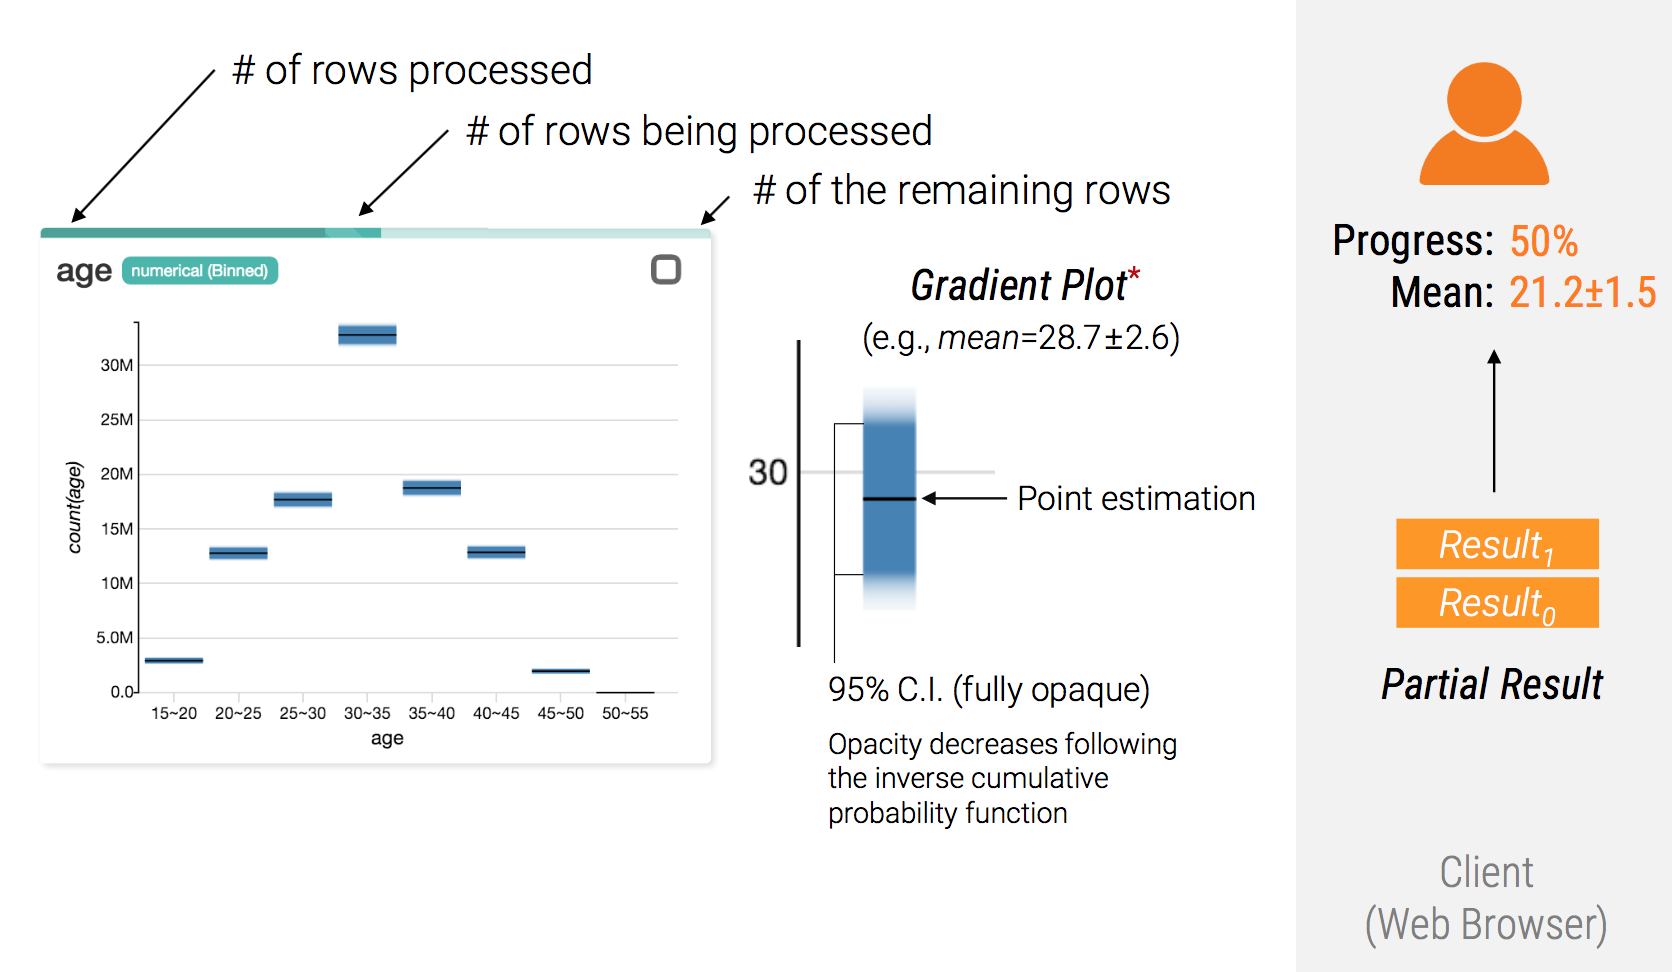 # of rows processed
# of rows being processed
# of the remaining rows
age numerical (Binned)
30M
25M
20M
15M
10M
5.0M
0.0
count(age)
15~20 20~25 25~30 30~35 35~40 40~45 45~50 50~55
age
Gradient Plot*
(e.g., mean=28.7±2.6)
30
Point estimation
95% C.I. (fully opaque)
Opacity decreases following
the inverse cumulative
probability function
Progress: 50%
Mean: 21.2±1.5
Result1
Result0
Partial Result
Client
(Web Browser)